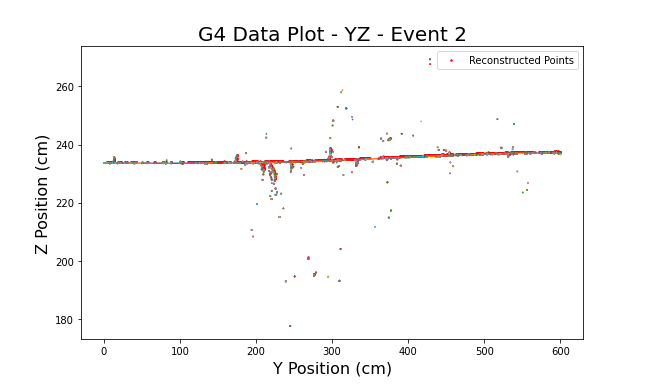 G4 Data Plot - YZ - Event 2
Reconstructed Points
Z Position (cm)
260
240
220
200
180
0 100 200 300 400 500 600
Y Position (cm)